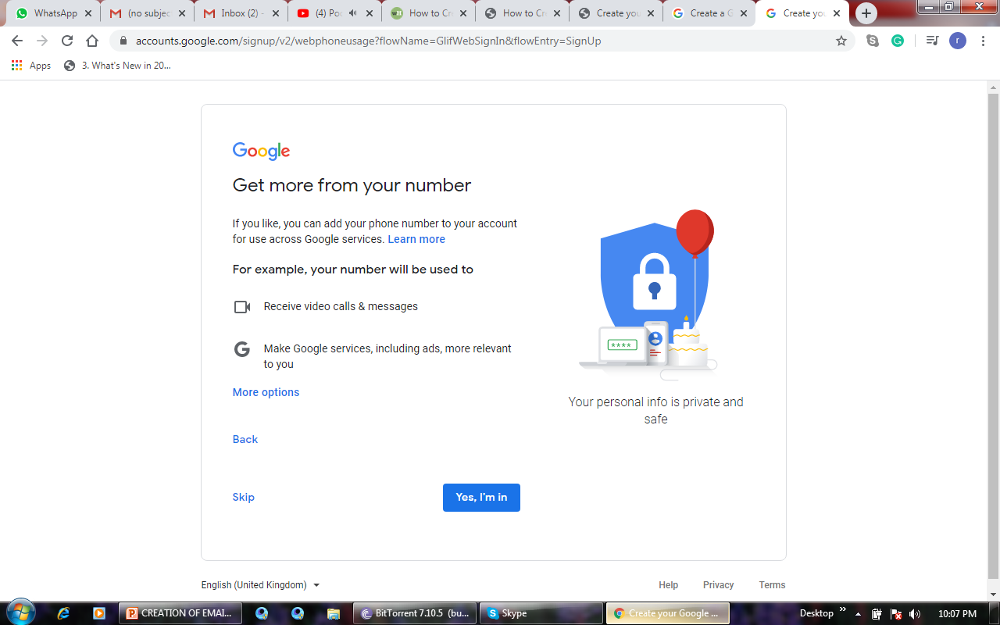 WhatsApp
(no subjec
Inbox (2) -
(4) Poo
How to Cr
How to Cr
Create you
Create a G
Create you
accounts.google.com/signup/v2/webphoneusage?flowName=GlifWebSignIn&flowEntry=SignUp
r
Apps
3. What's New in 20...
Google
Get more from your number
If you like, you can add your phone number to your account
for use across Google services. Learn more
For example, your number will be used to
Receive video calls & messages
Make Google services, including ads, more relevant
to you
More options
Back
Skip
Yes, I'm in
****
Your personal info is private and
safe
English (United Kingdom)
Help
Privacy
Terms
CREATION OF EMAI...
BitTorrent 7.10.5 (bu...
Skype
Create your Google ...
Desktop
10:07 PM